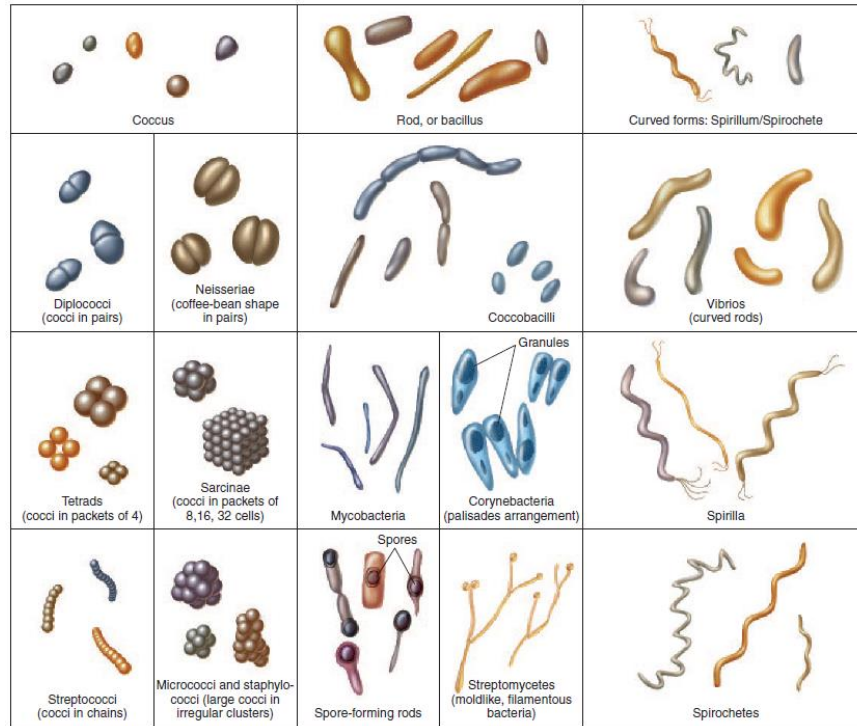 Coccus
Rod, or bacillus
Curved forms: Spirillum/Spirochete
Diplococci
(cocci in pairs)
Neisseriae
(coffee-bean shape
in pairs)
Coccobacilli
Vibrios
(curved rods)
Tetrads
(cocci in packets of 4)
Sarcinae
(cocci in packets of
8,16, 32 cells)
Mycobacteria
Granules
Corynebacteria
(palisades arrangement)
Spirilla
Streptococci
(cocci in chains)
Micrococci and staphylo-
cocci (large cocci in
irregular clusters)
Spores
Spore-forming rods
Streptomycetes
(moldlike, filamentous
bacteria)
Spirochetes